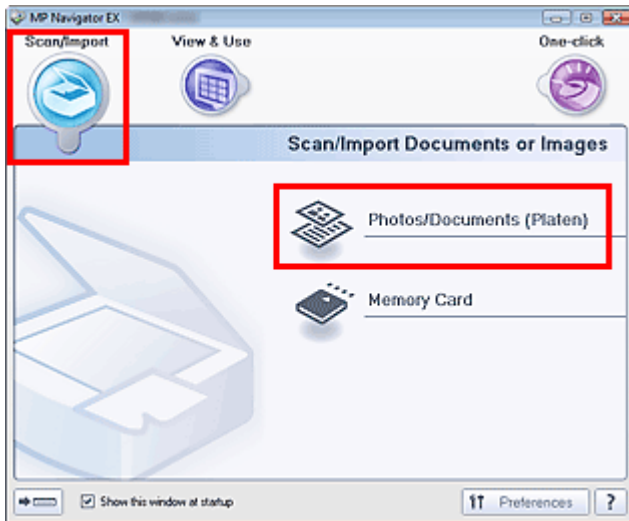 MP Navigator EX
Scan/Import View & Use One-click
Scan/Import Documents or Images
Photos/Documents (Platen)
Memory Card
Show this window at startup
Preferences ?